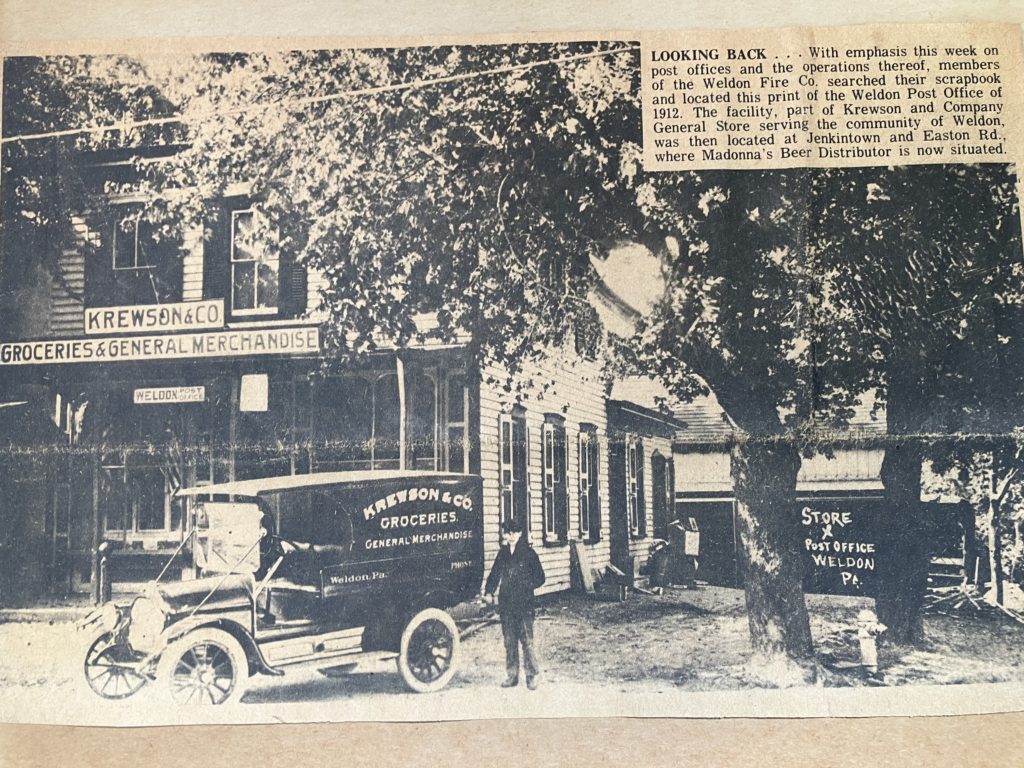 LOOKING BACK . . . With emphasis this week on
post offices and the operations thereof, members
of the Weldon Fire Co. searched their scrapbook
and located this print of the Weldon Post Office of
1912. The facility, part of Krewson and Company
General Store serving the community of Weldon,
was then located at Jenkintown and Easton Rd.,
where Madonna's Beer Distributor is now situated.
KREWSON & CO.
GROCERIES & GENERAL MERCHANDISE
WELDON POST OFFICE
KREWSON & CO.
GROCERIES.
GENERAL MERCHANDISE
Weldon, Pa. PHONE
STORE
X
POST OFFICE
WELDON
PA.